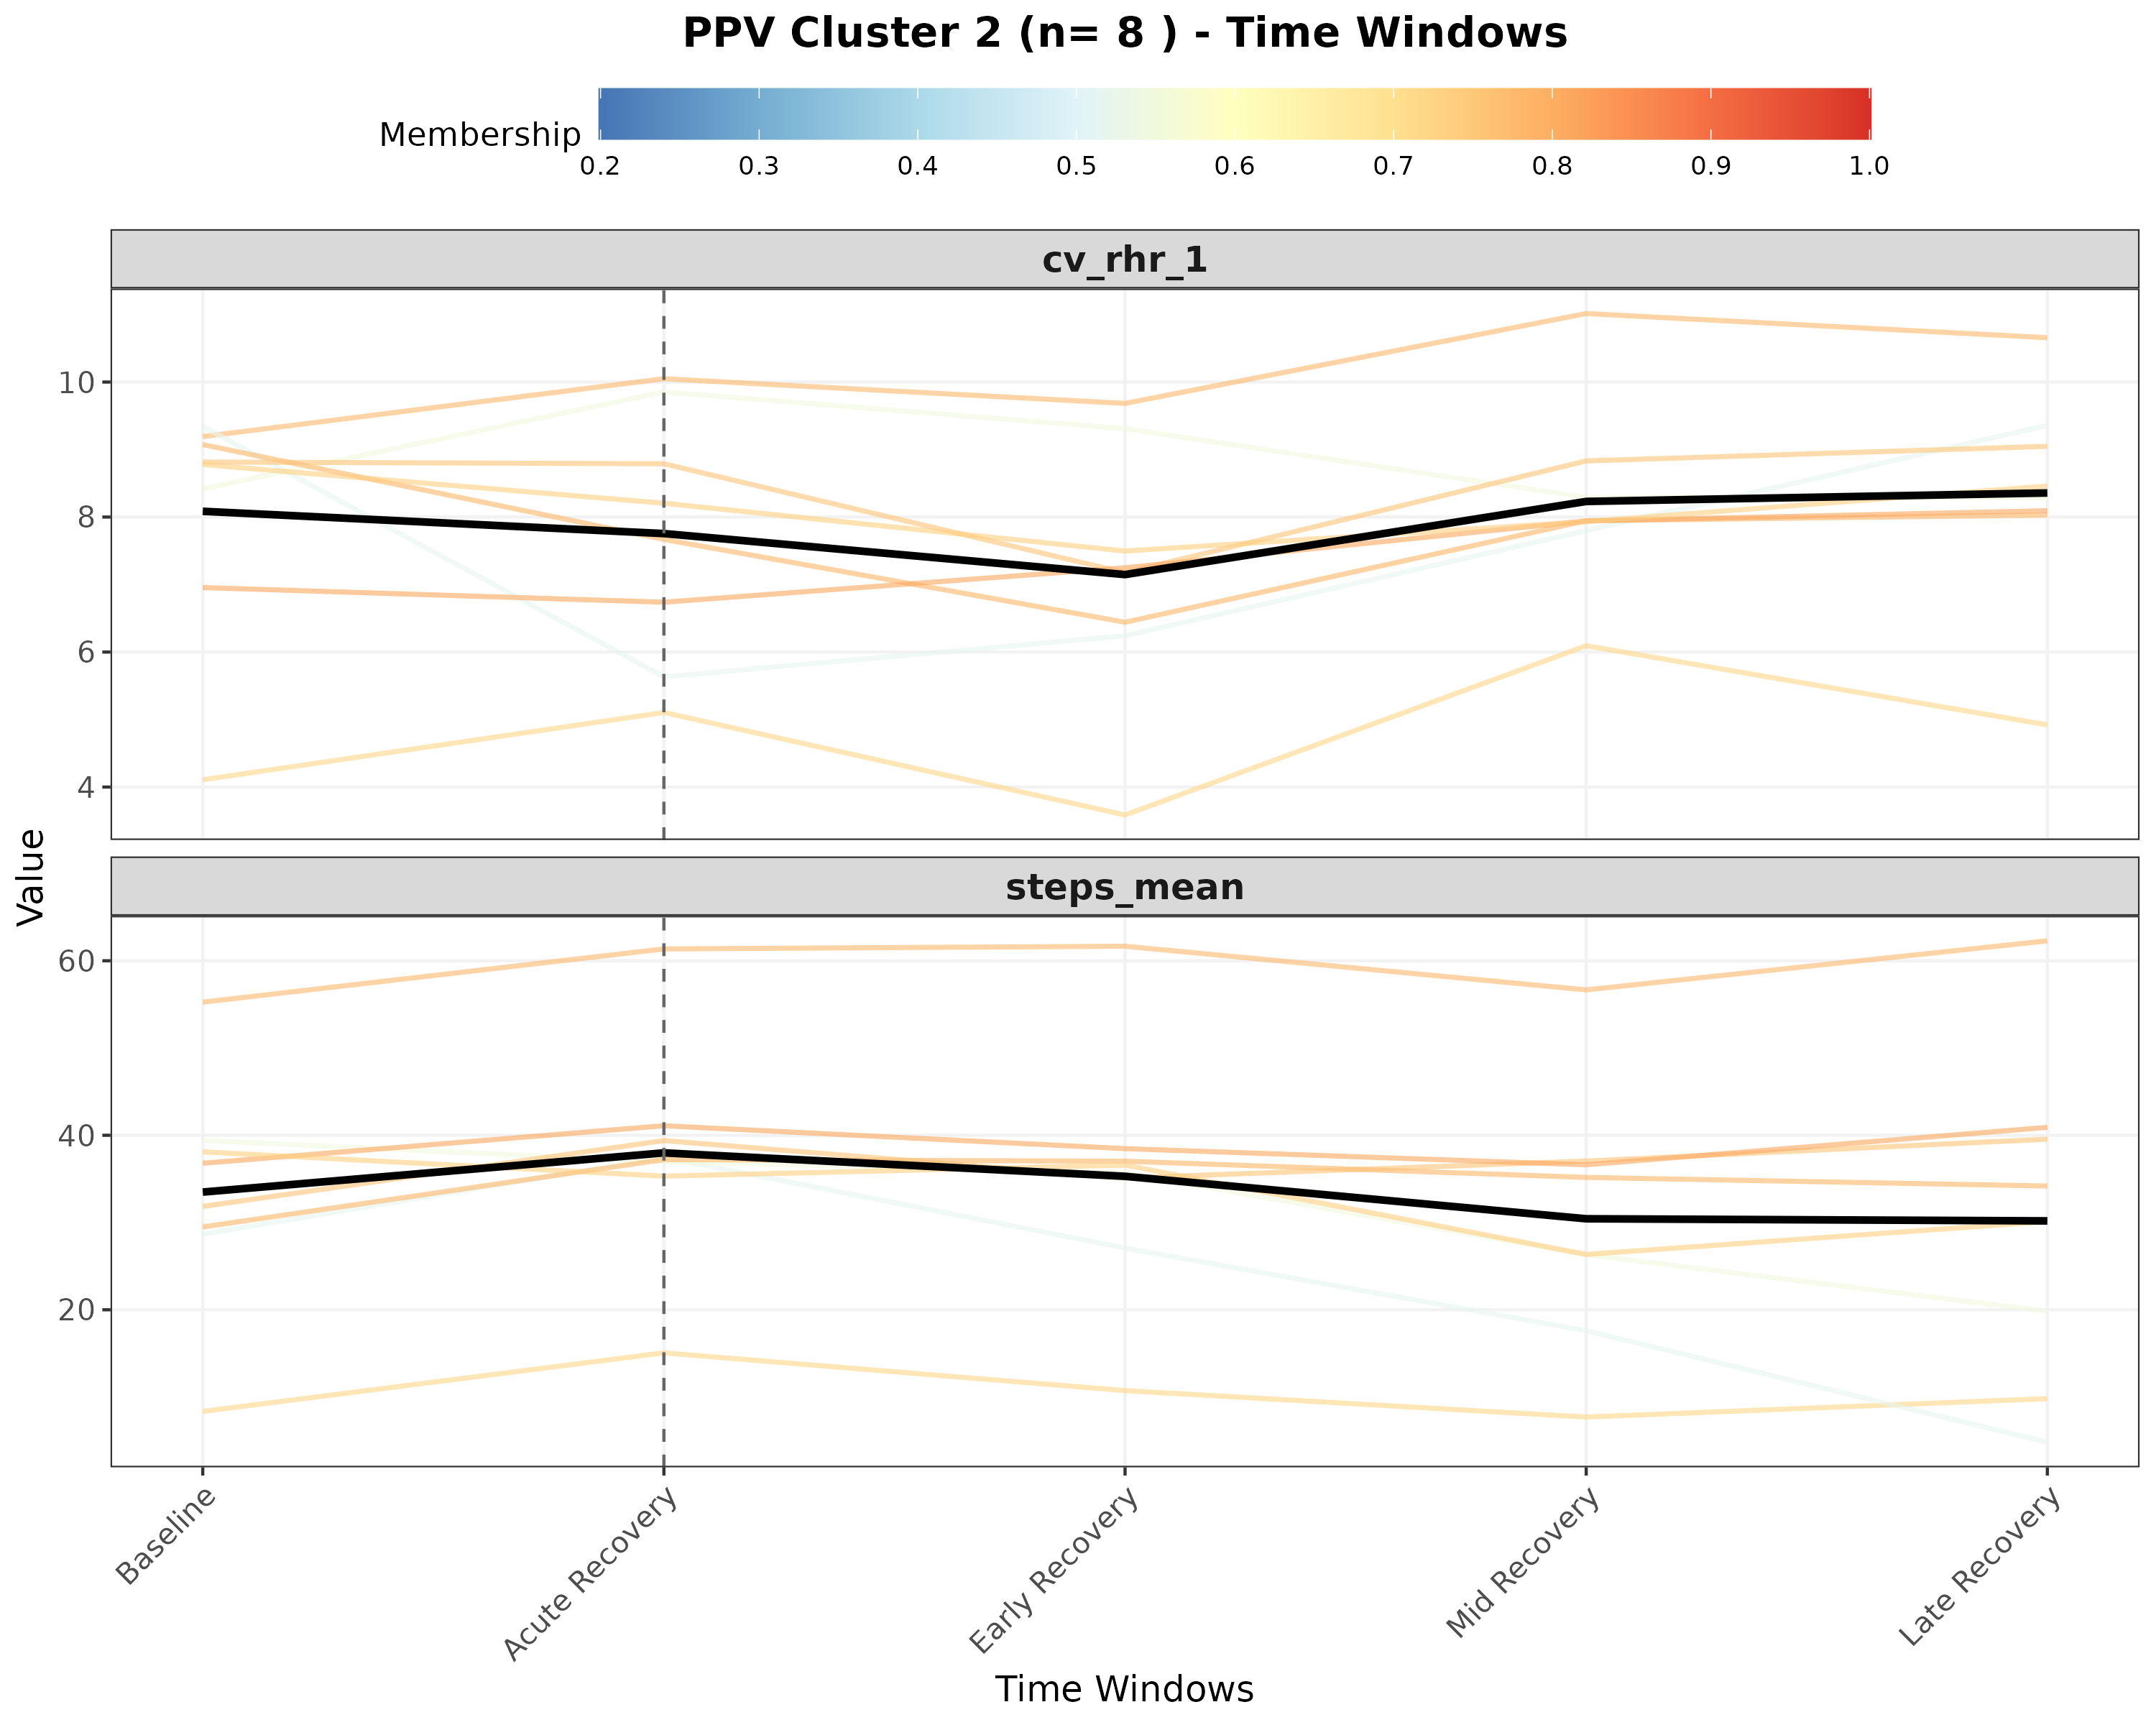 PPV Cluster 2 (n= 8 ) - Time Windows
Membership
0.2 0.3 0.4 0.5 0.6 0.7 0.8 0.9 1.0
cv_rhr_1
10
8
6
4
Value
steps_mean
60
40
20
Baseline
Acute Recovery
Early Recovery
Mid Recovery
Late Recovery
Time Windows